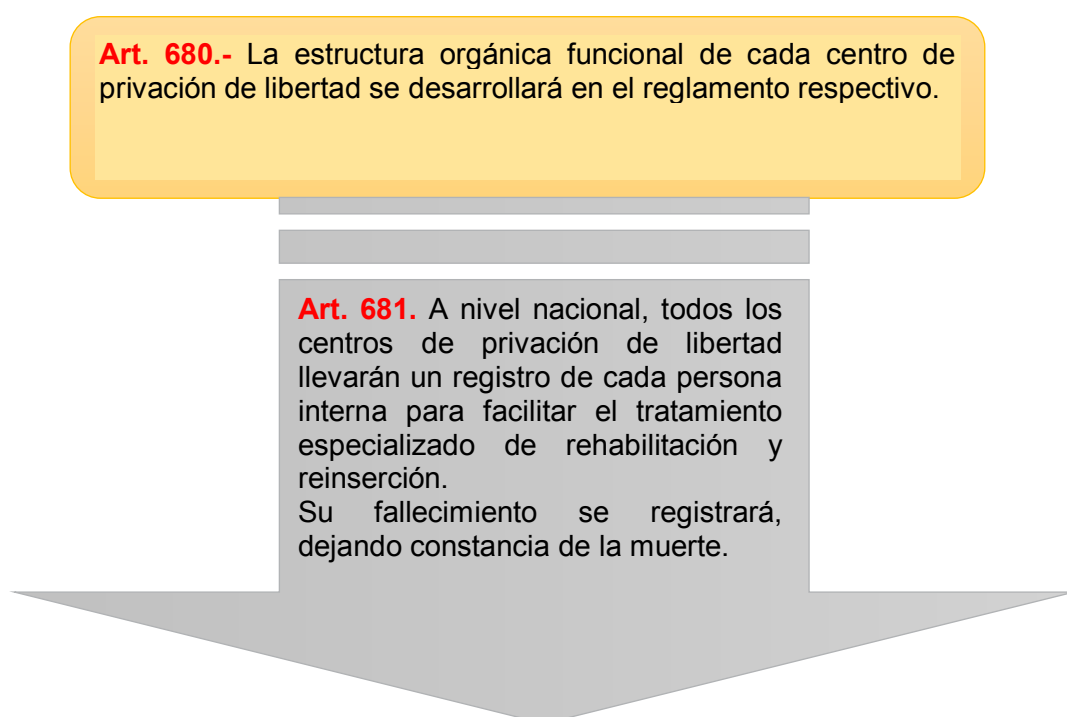 Art. 680.- La estructura orgánica funcional de cada centro de
privación de libertad se desarrollará en el reglamento respectivo.
Art. 681. A nivel nacional, todos los
centros de privación de libertad
llevarán un registro de cada persona
interna para facilitar el tratamiento
especializado de rehabilitación y
reinserción.
Su fallecimiento se registrará,
dejando constancia de la muerte.